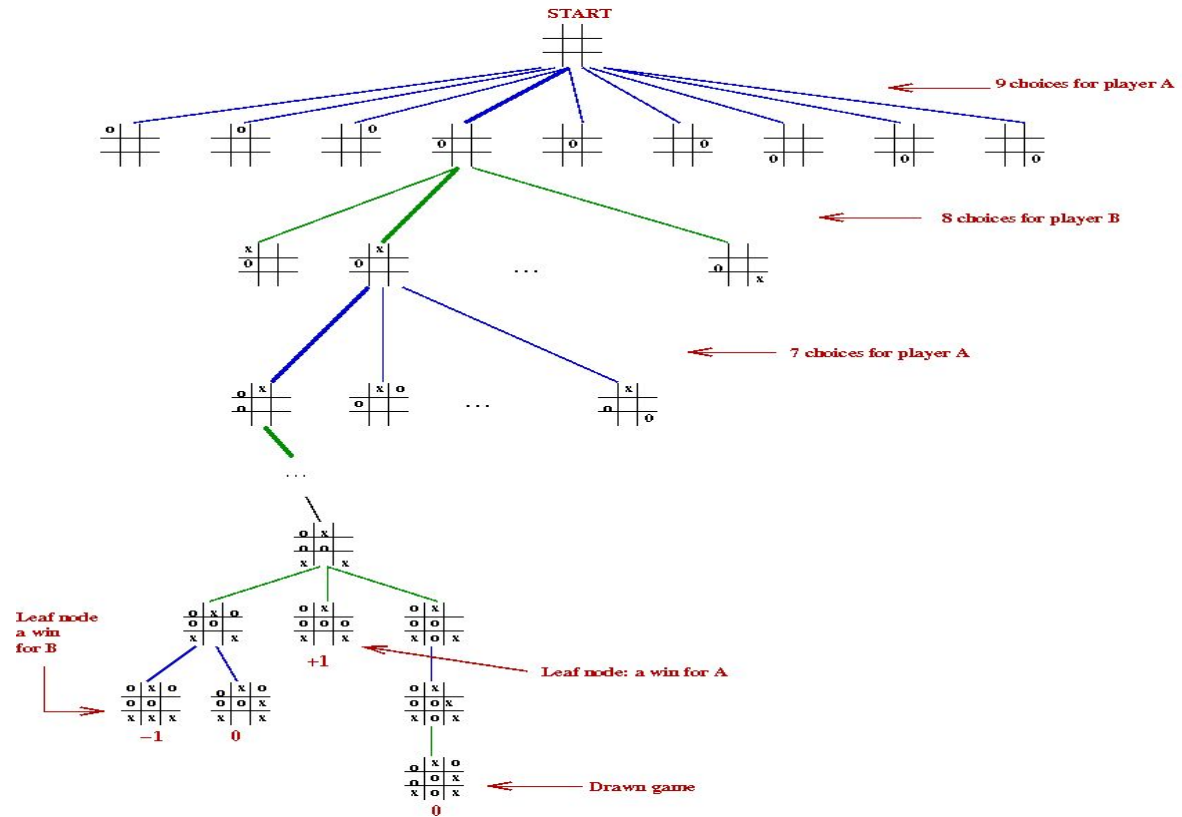 START
9 choices for player A
o o o
o o o
o o o
8 choices for player B
x x
o o ... o
x
7 choices for player A
o x x o x
o o ... o
o
...
o x
o o
x x
Leaf node
a win
for B
o x o o x o x
o o o o o o o
x x x x x o x
+1
Leaf node: a win for A
o x o o x o o x
o o o o x o o x
x x x x x x o x
−1 0
o x o
o o x
x o x
Drawn game
0